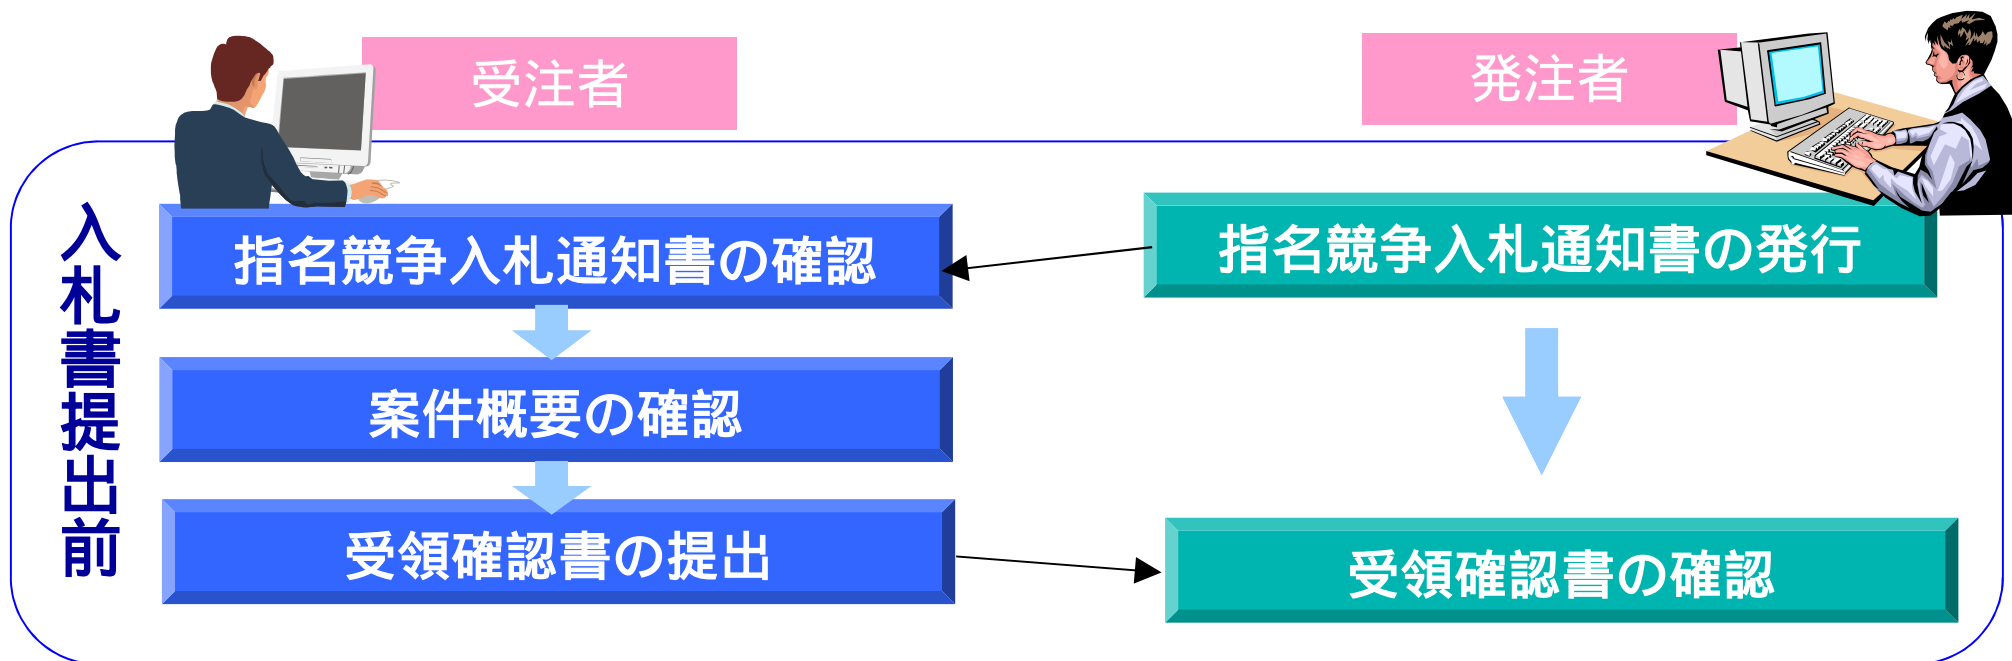 受注者
発注者
入札書提出前
指名競争入札通知書の確認
指名競争入札通知書の発行
案件概要の確認
受領確認書の提出
受領確認書の確認